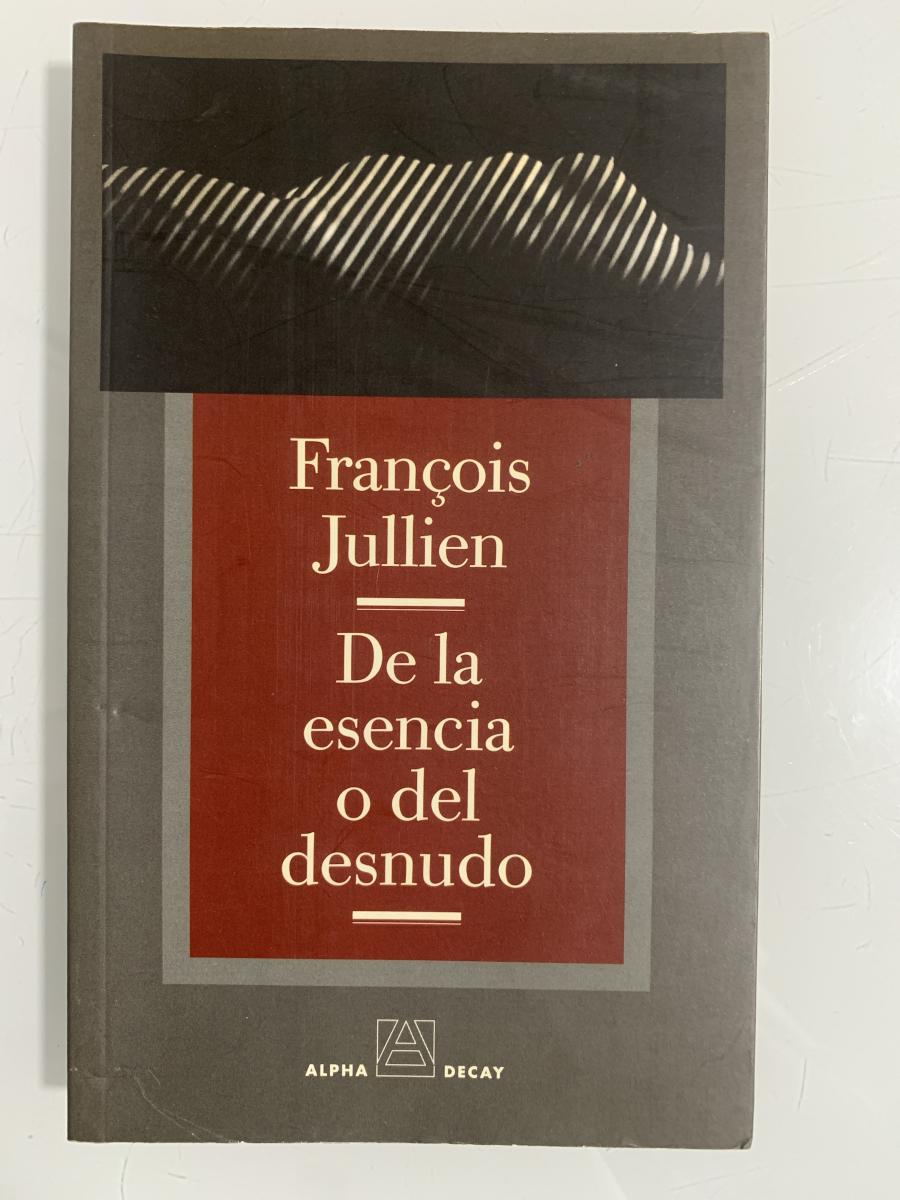 François
Jullien
De la
esencia
o del
desnudo
ALPHA DECAY